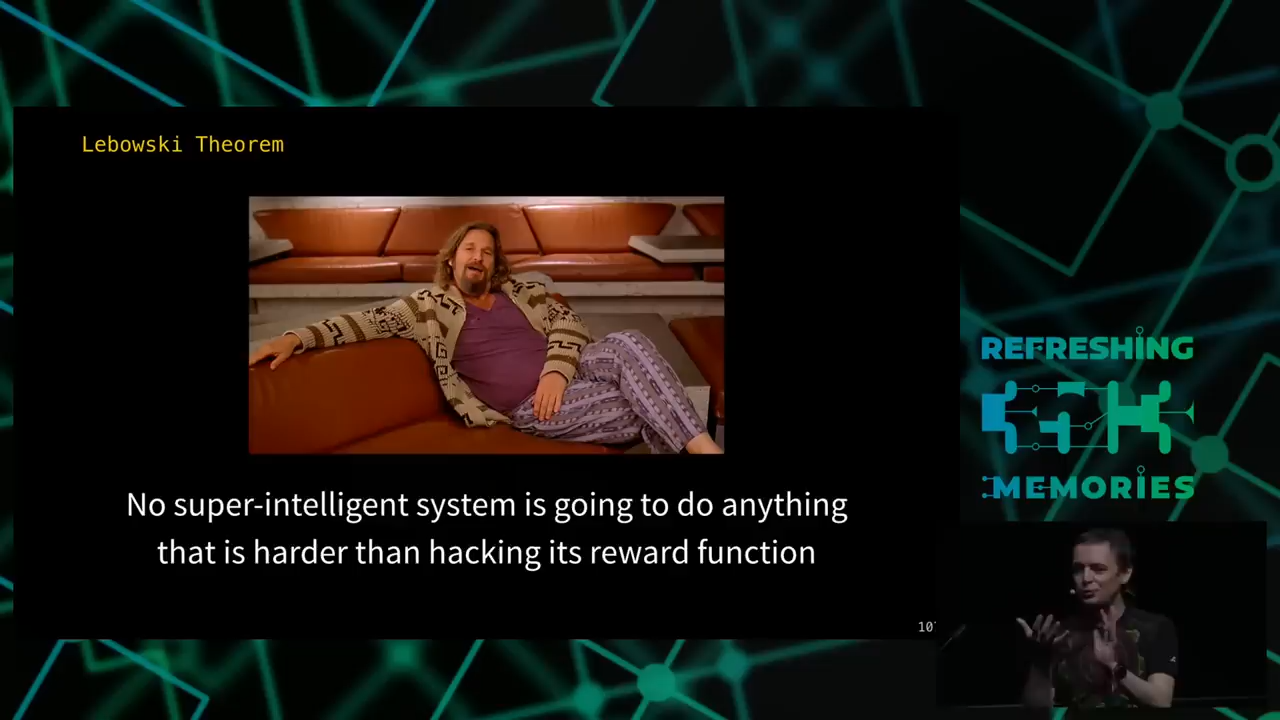 Lebowski Theorem
No super-intelligent system is going to do anything
that is harder than hacking its reward function
REFRESHING
MEMORIES